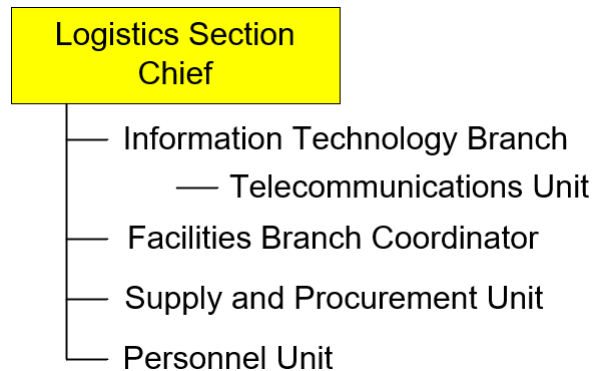 Logistics Section
Chief
Information Technology Branch
Telecommunications Unit
Facilities Branch Coordinator
Supply and Procurement Unit
Personnel Unit